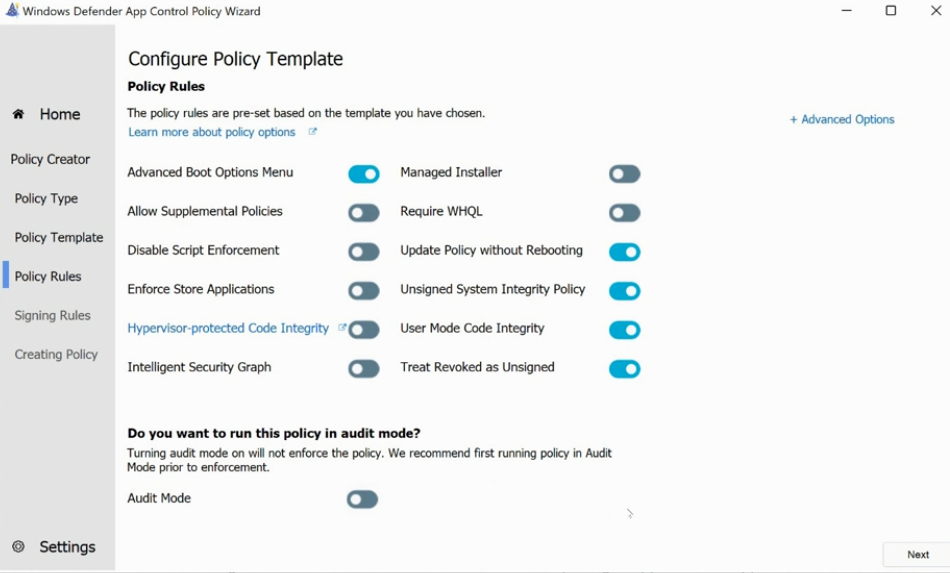 Windows Defender App Control Policy Wizard
Configure Policy Template
Policy Rules
The policy rules are pre-set based on the template you have chosen.
Learn more about policy options
+ Advanced Options
Home
Policy Creator
Policy Type
Policy Template
Policy Rules
Signing Rules
Creating Policy
Settings
Advanced Boot Options Menu
Managed Installer
Allow Supplemental Policies
Require WHQL
Disable Script Enforcement
Update Policy without Rebooting
Enforce Store Applications
Unsigned System Integrity Policy
Hypervisor-protected Code Integrity
User Mode Code Integrity
Intelligent Security Graph
Treat Revoked as Unsigned
Do you want to run this policy in audit mode?
Turning audit mode on will not enforce the policy. We recommend first running policy in Audit
Mode prior to enforcement.
Audit Mode
Next